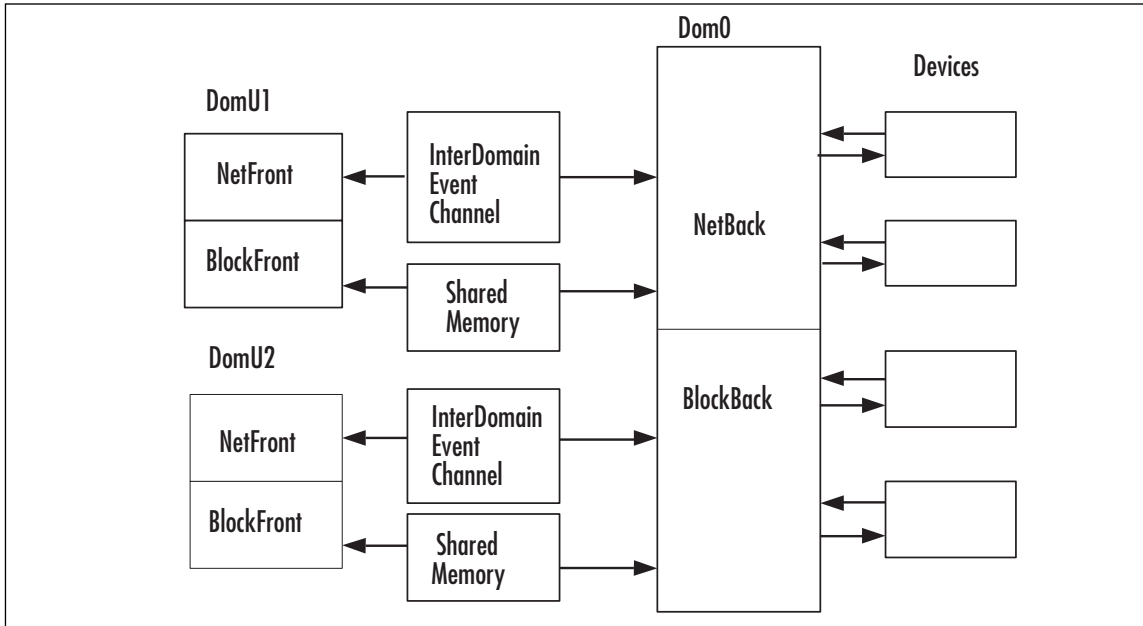 Dom0
Devices
DomU1
NetFront
BlockFront
InterDomain
Event
Channel
Shared
Memory
NetBack
BlockBack
DomU2
NetFront
BlockFront
InterDomain
Event
Channel
Shared
Memory